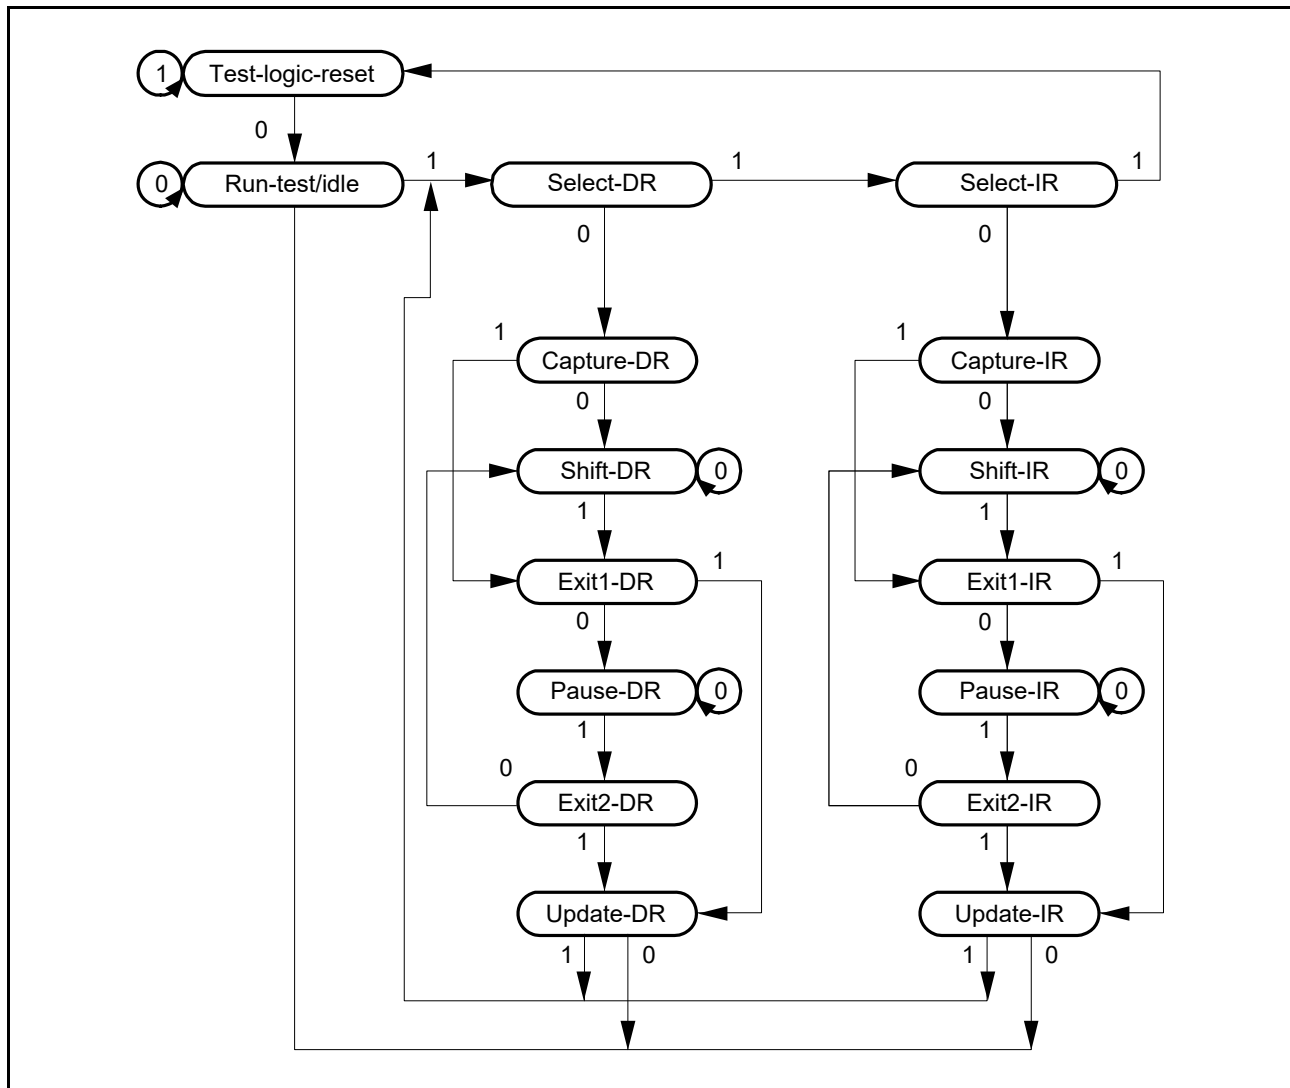 1 Test-logic-reset
0
0 Run-test/idle 1 Select-DR 1 Select-IR 1
0 0
1 1
Capture-DR Capture-IR
0 0
Shift-DR 0 Shift-IR 0
1 1
Exit1-DR 1 Exit1-IR 1
0 0
Pause-DR 0 Pause-IR 0
1 1
0 0
Exit2-DR Exit2-IR
1 1
Update-DR Update-IR
1 0 1 0